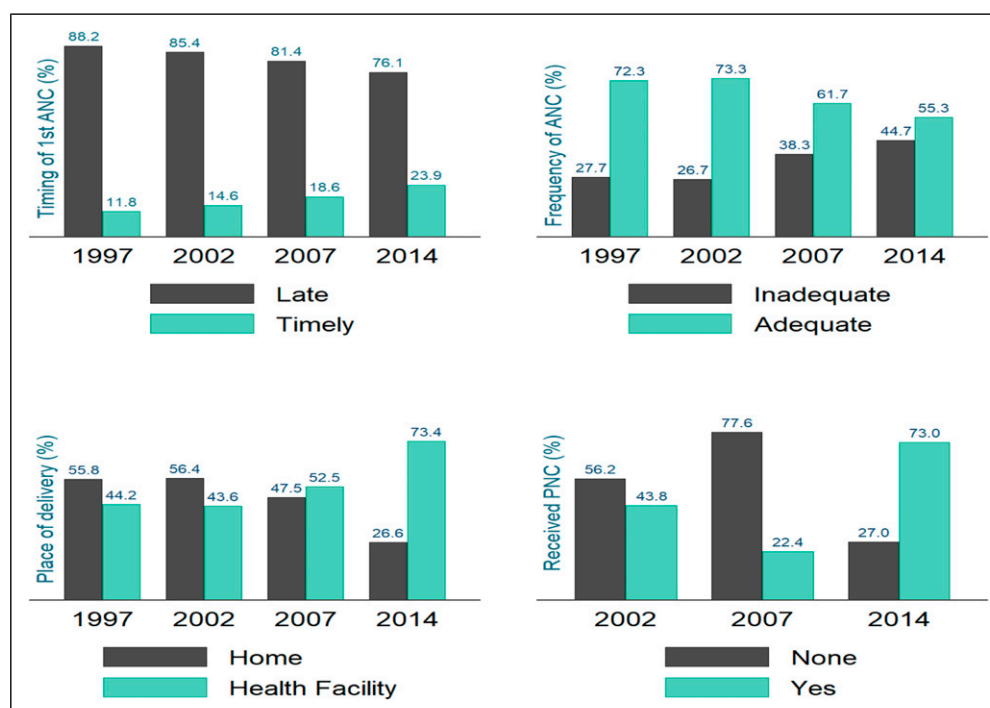 Timing of 1st ANC (%)
88.2
11.8
85.4
14.6
81.4
18.6
76.1
23.9
1997 2002 2007 2014
Late
Timely
Frequency of ANC (%)
27.7
72.3
26.7
73.3
38.3
61.7
44.7
55.3
1997 2002 2007 2014
Inadequate
Adequate
Place of delivery (%)
55.8
44.2
56.4
43.6
47.5
52.5
26.6
73.4
1997 2002 2007 2014
Home
Health Facility
Received PNC (%)
56.2
43.8
77.6
22.4
27.0
73.0
2002 2007 2014
None
Yes